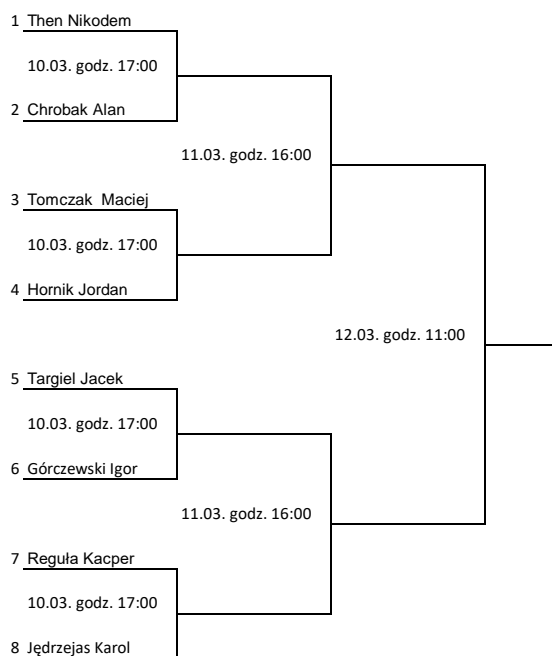 1 Then Nikodem
10.03. godz. 17:00
2 Chrobak Alan
11.03. godz. 16:00
3 Tomczak Maciej
10.03. godz. 17:00
4 Hornik Jordan
12.03. godz. 11:00
5 Targiel Jacek
10.03. godz. 17:00
6 Górczewski Igor
11.03. godz. 16:00
7 Reguła Kacper
10.03. godz. 17:00
8 Jędrzejas Karol